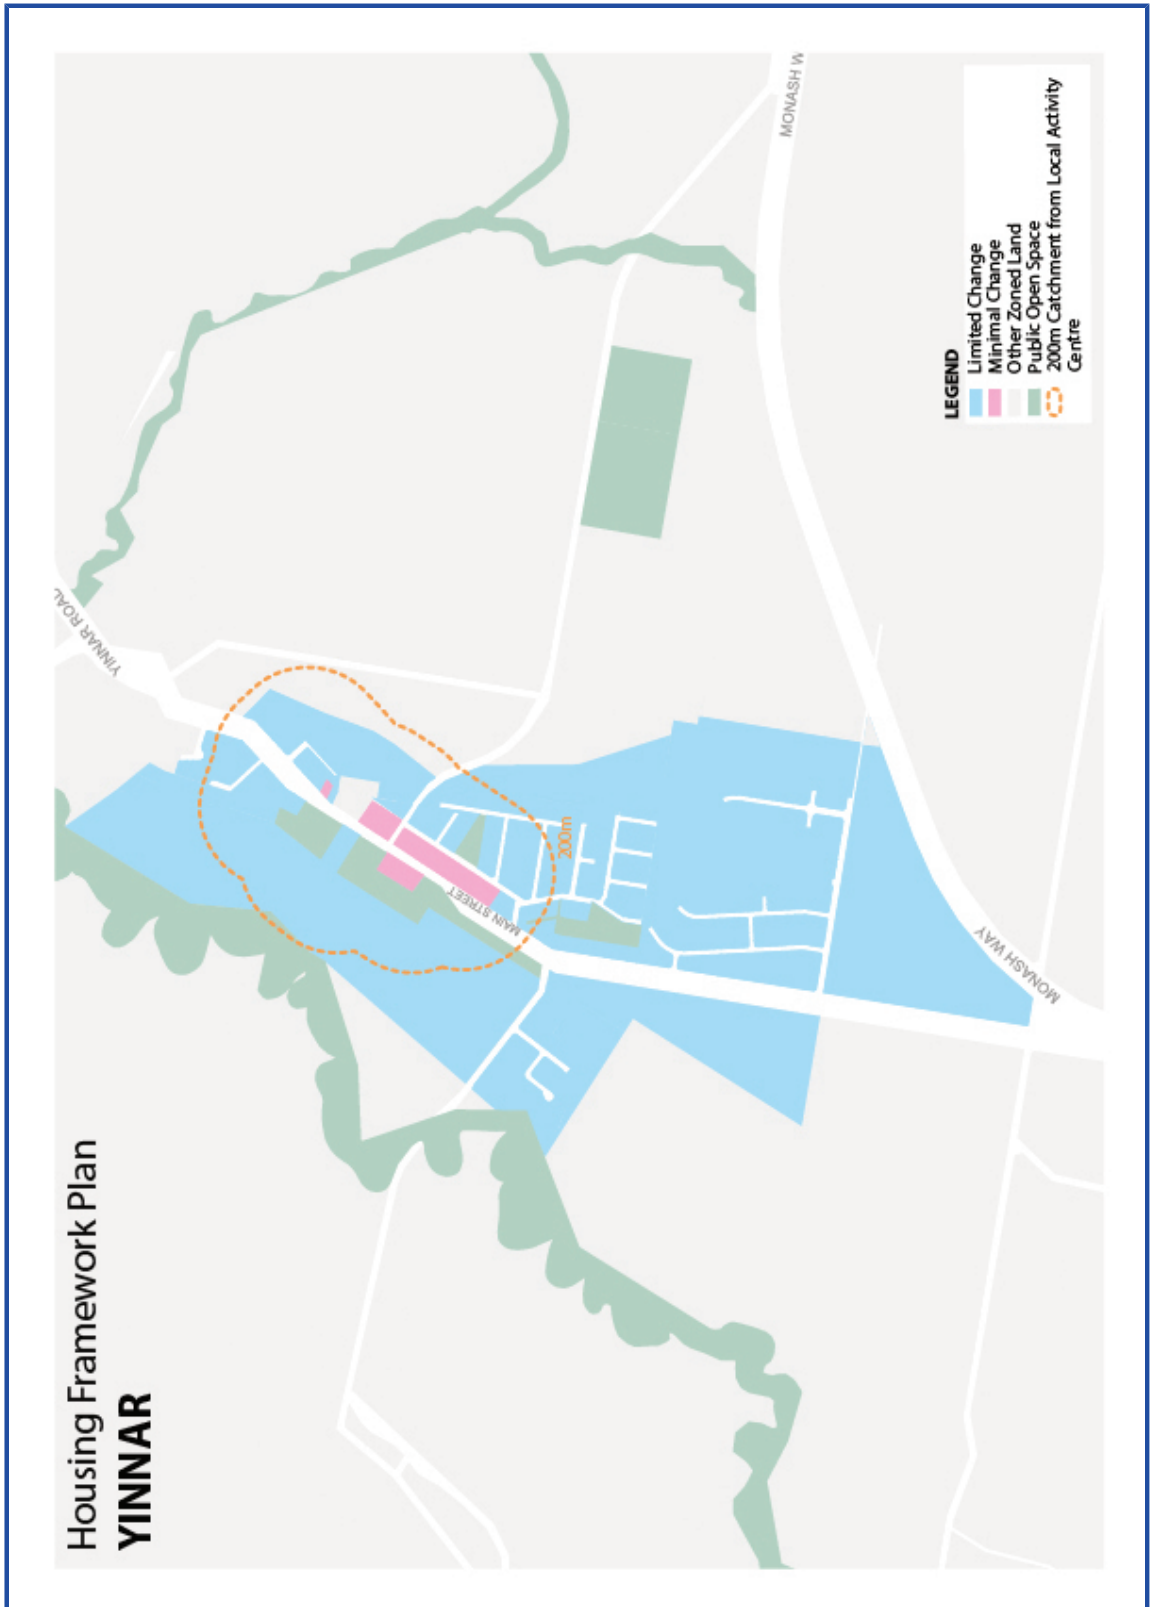 Housing Framework Plan
YINNAR
YINNAR ROAD
MONASH W
MAIN STREET
200m
MONASH WAY
LEGEND
Limited Change
Minimal Change
Other Zoned Land
Public Open Space
200m Catchment from Local Activity
Centre